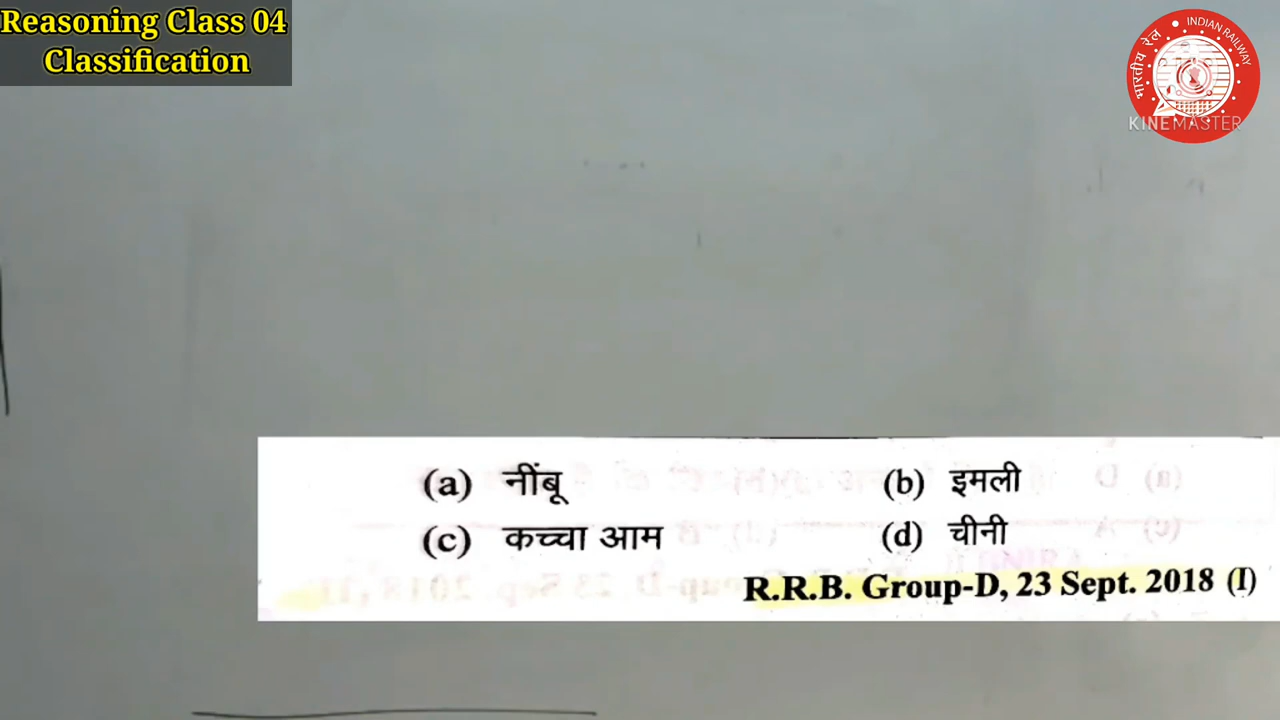 Reasoning Class 04
Classification
भारतीय रेल
INDIAN RAILWAY
KINEMASTER
(a) नींबू (b) इमली
(c) कच्चा आम (d) चीनी
R.R.B. Group-D, 23 Sept. 2018 (I)